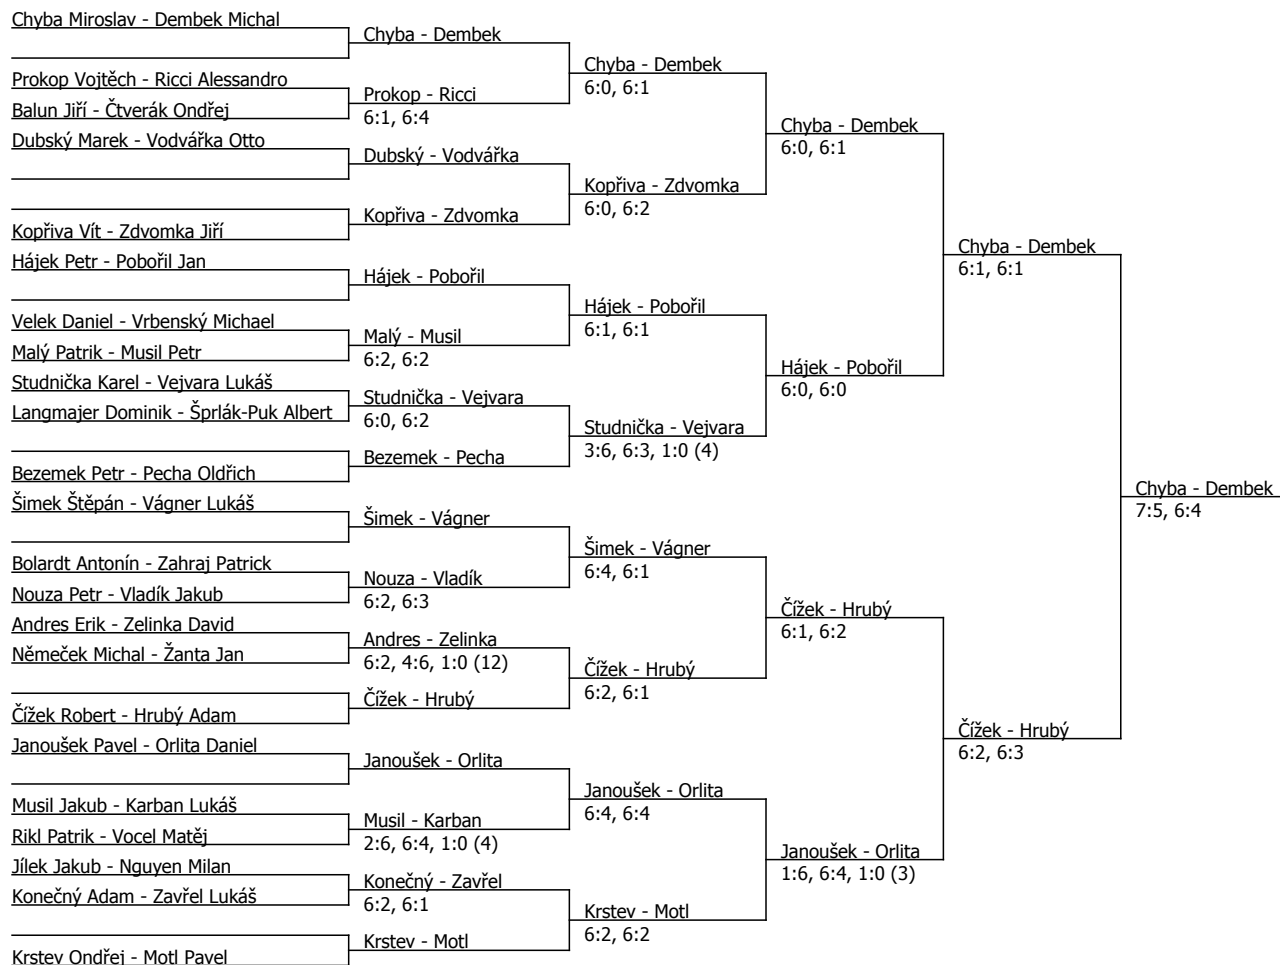 Chyba Miroslav - Dembek Michal
Prokop Vojtěch - Ricci Alessandro
Balun Jiří - Čtverák Ondřej
Dubský Marek - Vodvářka Otto
Kopřiva Vít - Zdvomka Jiří
Hájek Petr - Pobořil Jan
Velek Daniel - Vrbenský Michael
Malý Patrik - Musil Petr
Studnička Karel - Vejvara Lukáš
Langmajer Dominik - Šprlák-Puk Albert
Bezemek Petr - Pecha Oldřich
Šimek Štěpán - Vágner Lukáš
Bolardt Antonín - Zahraj Patrick
Nouza Petr - Vladík Jakub
Andres Erik - Zelinka David
Němeček Michal - Žanta Jan
Čížek Robert - Hrubý Adam
Janoušek Pavel - Orlita Daniel
Musil Jakub - Karban Lukáš
Rikl Patrik - Vocel Matěj
Jílek Jakub - Nguyen Milan
Konečný Adam - Zavřel Lukáš
Krstev Ondřej - Motl Pavel
Chyba - Dembek
Prokop - Ricci
6:1, 6:4
Dubský - Vodvářka
Kopřiva - Zdvomka
Hájek - Pobořil
Malý - Musil
6:2, 6:2
Studnička - Vejvara
6:0, 6:2
Bezemek - Pecha
Šimek - Vágner
Nouza - Vladík
6:2, 6:3
Andres - Zelinka
6:2, 4:6, 1:0 (12)
Čížek - Hrubý
Janoušek - Orlita
Musil - Karban
2:6, 6:4, 1:0 (4)
Konečný - Zavřel
6:2, 6:1
Krstev - Motl
Chyba - Dembek
6:0, 6:1
Kopřiva - Zdvomka
6:0, 6:2
Hájek - Pobořil
6:1, 6:1
Studnička - Vejvara
3:6, 6:3, 1:0 (4)
Šimek - Vágner
6:4, 6:1
Čížek - Hrubý
6:2, 6:1
Janoušek - Orlita
6:4, 6:4
Krstev - Motl
6:2, 6:2
Chyba - Dembek
6:0, 6:1
Hájek - Pobořil
6:0, 6:0
Čížek - Hrubý
6:1, 6:2
Janoušek - Orlita
1:6, 6:4, 1:0 (3)
Chyba - Dembek
6:1, 6:1
Čížek - Hrubý
6:2, 6:3
Chyba - Dembek
7:5, 6:4